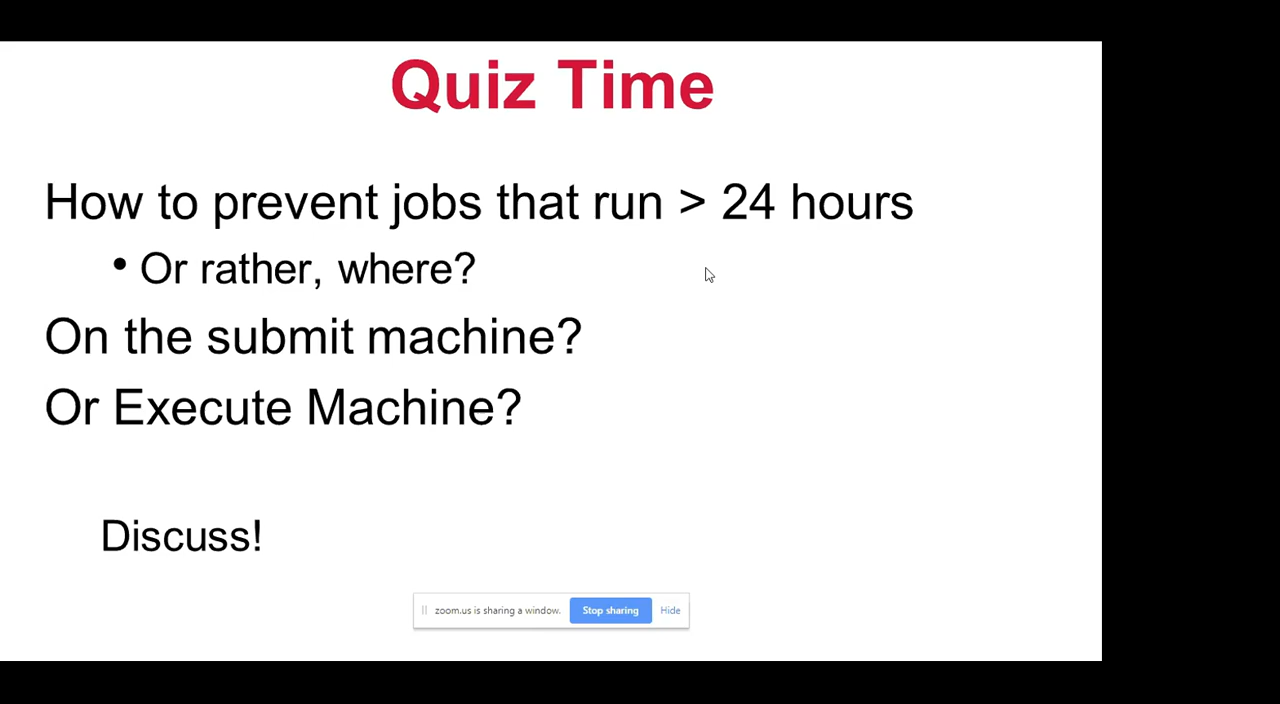 Quiz Time
How to prevent jobs that run > 24 hours
• Or rather, where?
On the submit machine?
Or Execute Machine?
Discuss!
zoom.us is sharing a window. Stop sharing Hide